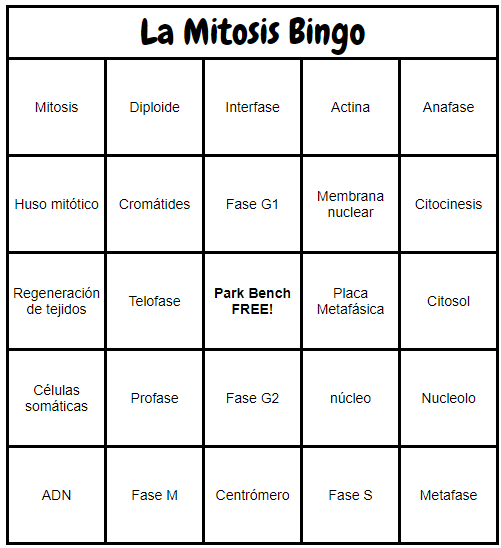 La Mitosis Bingo
Mitosis
Diploide
Interfase
Actina
Anafase
Huso mitótico
Cromátides
Fase G1
Membrana
nuclear
Citocinesis
Regeneración
de tejidos
Telofase
Park Bench
FREE!
Placa
Metafásica
Citosol
Células
somáticas
Profase
Fase G2
núcleo
Nucleolo
ADN
Fase M
Centrómero
Fase S
Metafase